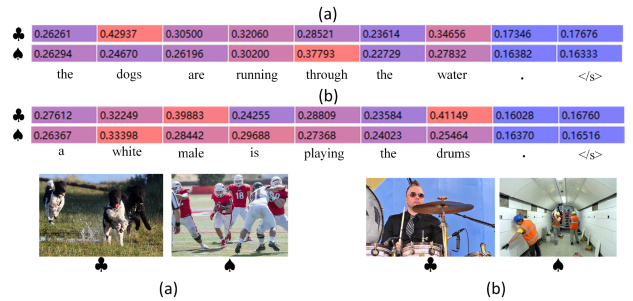 (a)
♣ 0.26261 0.42937 0.30500 0.32060 0.28521 0.23614 0.34656 0.17346 0.17676
♠ 0.26294 0.24670 0.26196 0.30200 0.37793 0.22729 0.27832 0.16382 0.16333
the dogs are running through the water . </s>
(b)
♣ 0.27612 0.32249 0.39883 0.24255 0.28809 0.23584 0.41149 0.16028 0.16760
♠ 0.26367 0.33398 0.28442 0.29688 0.27368 0.24023 0.25464 0.16370 0.16516
a white male is playing the drums . </s>
♣ ♠ ♣ ♠
(a) (b)